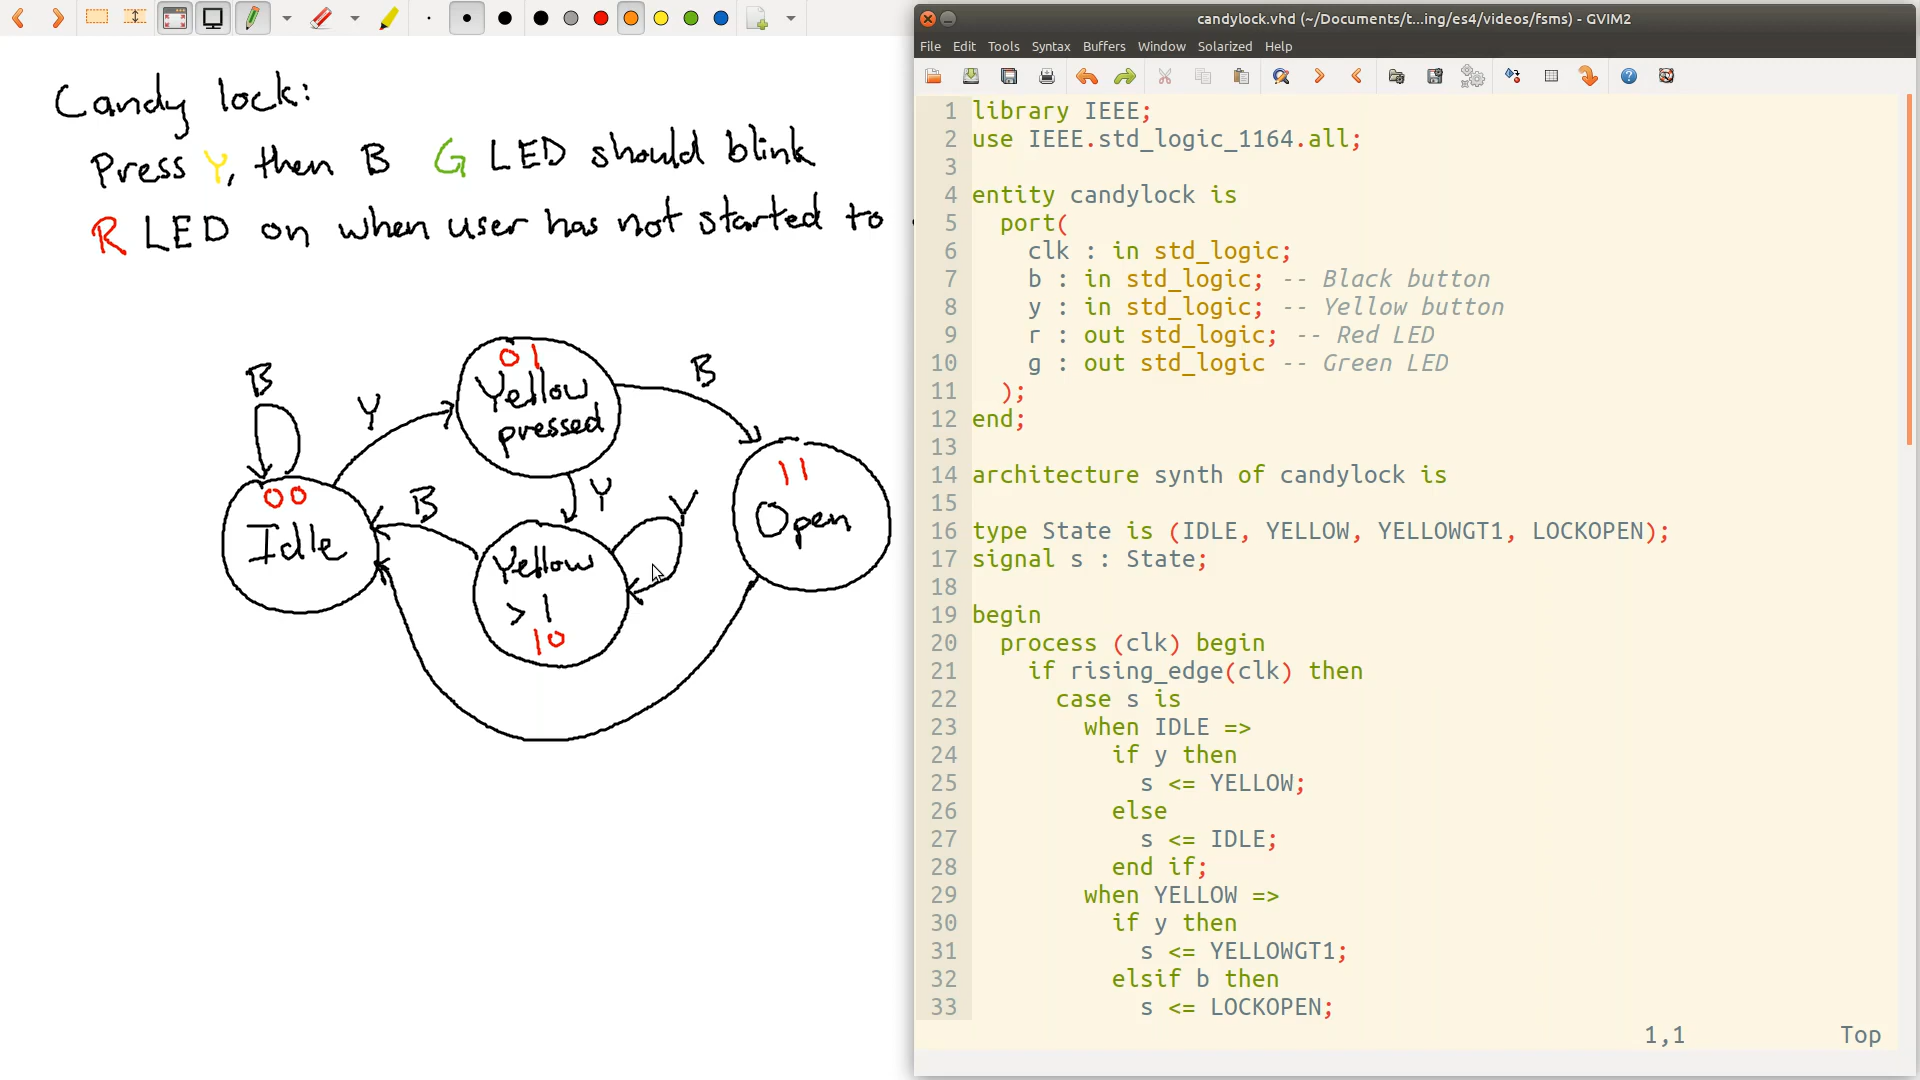 Candy lock:
Press Y, then B G LED should blink
R LED on when user has not started to
B
Y
01
Yellow
pressed
B
00
Idle
B
Y
Y
Yellow
> 1
10
11
Open
candylock.vhd (~/Documents/t...ing/es4/videos/fsms) - GVIM2
File Edit Tools Syntax Buffers Window Solarized Help
1 library IEEE;
2 use IEEE.std_logic_1164.all;
3
4 entity candylock is
5 port(
6 clk : in std_logic;
7 b : in std_logic; -- Black button
8 y : in std_logic; -- Yellow button
9 r : out std_logic; -- Red LED
10 g : out std_logic -- Green LED
11 );
12 end;
13
14 architecture synth of candylock is
15
16 type State is (IDLE, YELLOW, YELLOWGT1, LOCKOPEN);
17 signal s : State;
18
19 begin
20 process (clk) begin
21 if rising_edge(clk) then
22 case s is
23 when IDLE =>
24 if y then
25 s <= YELLOW;
26 else
27 s <= IDLE;
28 end if;
29 when YELLOW =>
30 if y then
31 s <= YELLOWGT1;
32 elsif b then
33 s <= LOCKOPEN;
1,1 Top